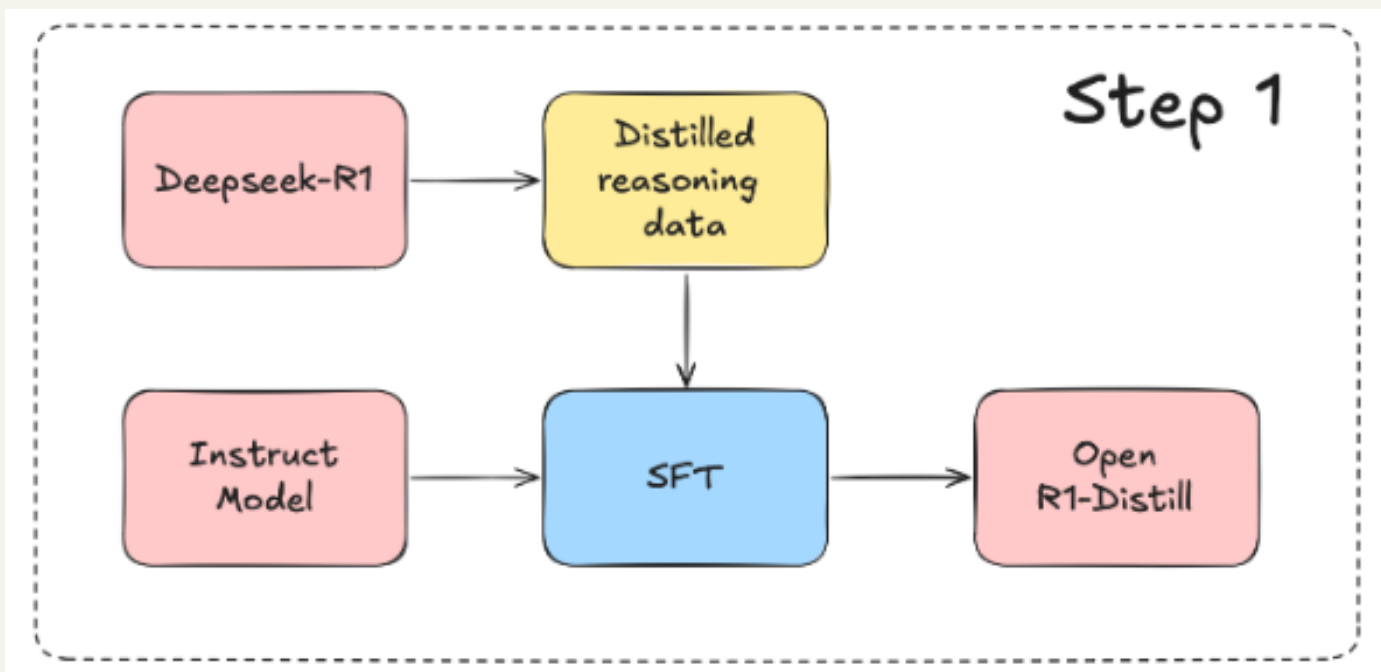 Step 1
Deepseek-R1
Distilled
reasoning
data
Instruct
Model
SFT
Open
R1-Distill